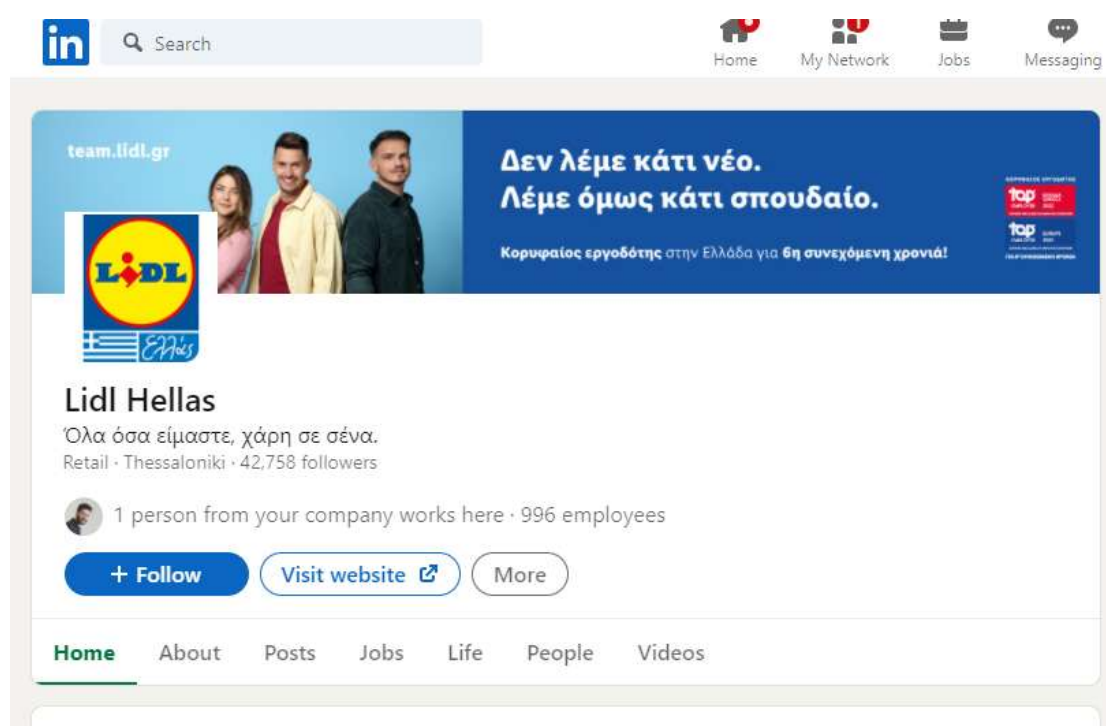 in
Search
Home
My Network
Jobs
Messaging
team.lidl.gr
Δεν λέμε κάτι νέο.
Λέμε όμως κάτι σπουδαίο.
Κορυφαίος εργοδότης στην Ελλάδα για 6η συνεχόμενη χρονιά!
ΚΟΡΥΦΑΙΟΣ ΕΡΓΟΔΟΤΗΣ
top
top
LIDL
Ελλάς
Lidl Hellas
Όλα όσα είμαστε, χάρη σε σένα.
Retail · Thessaloniki · 42,758 followers
1 person from your company works here · 996 employees
+ Follow
Visit website
More
Home
About
Posts
Jobs
Life
People
Videos